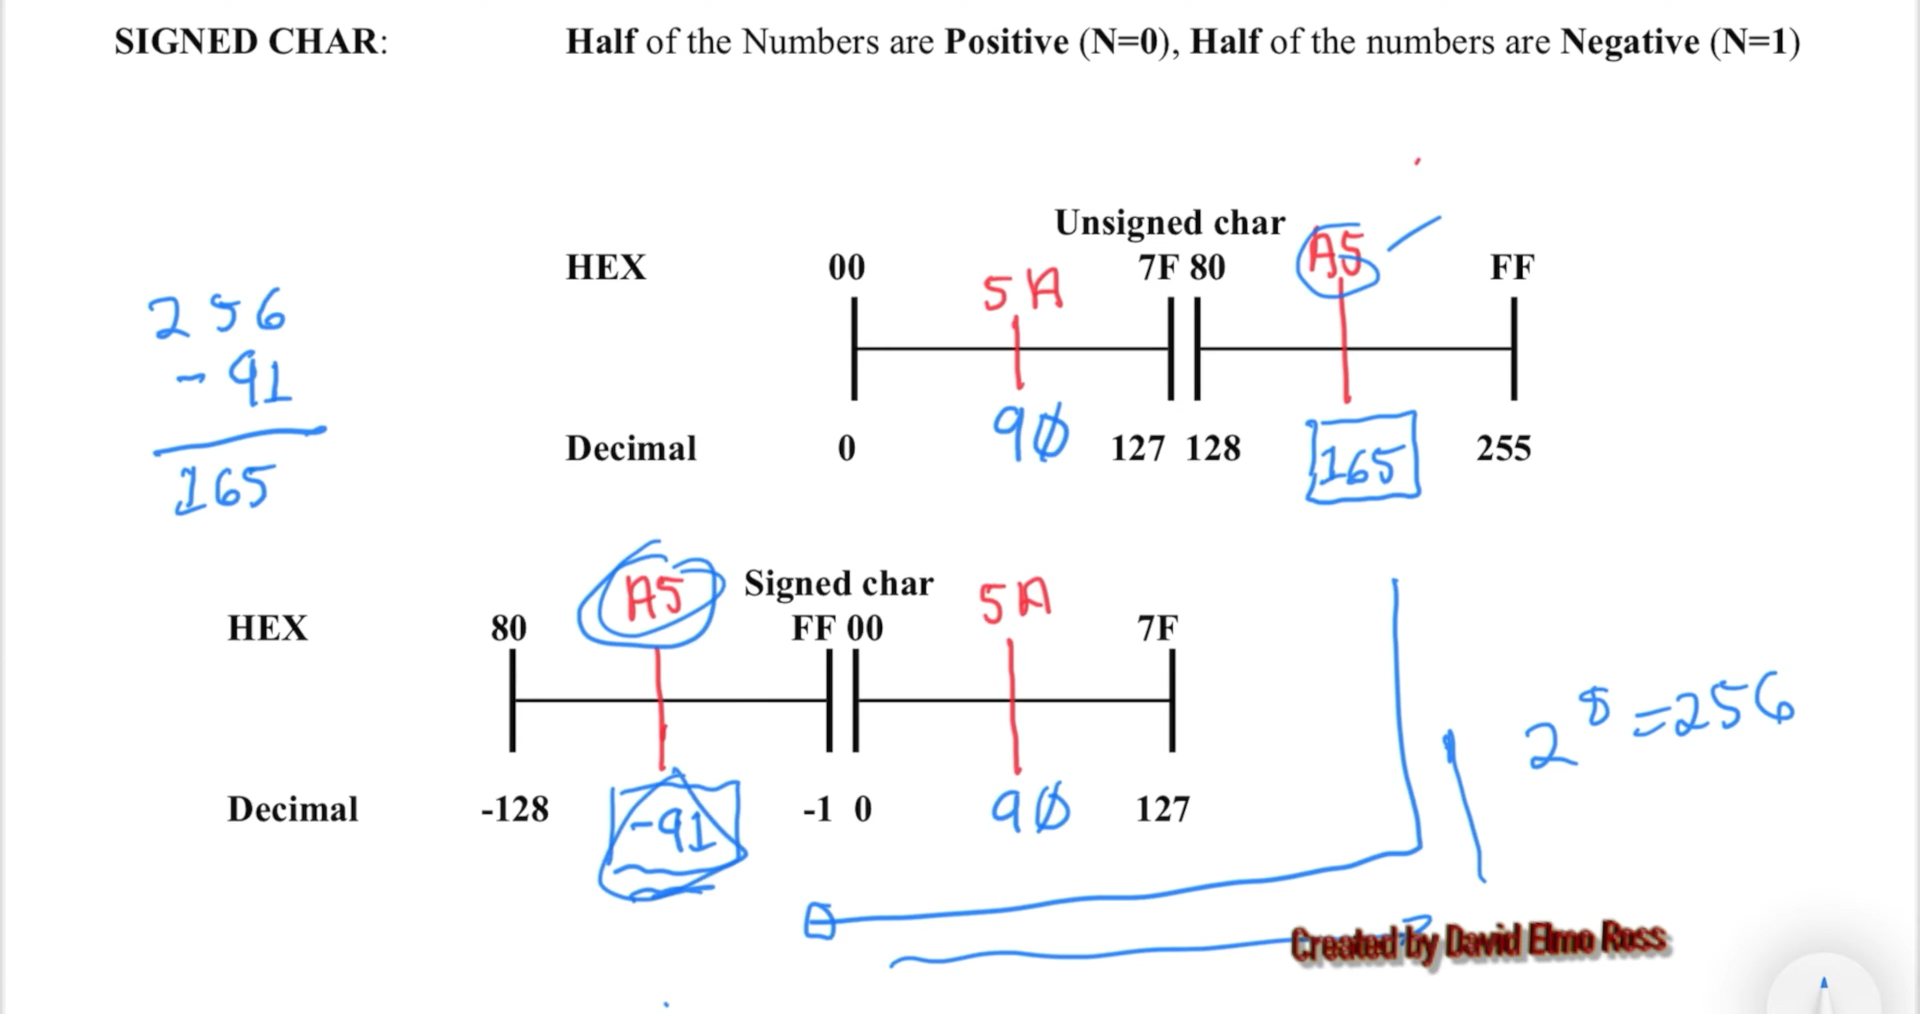 SIGNED CHAR: Half of the Numbers are Positive (N=0), Half of the numbers are Negative (N=1)
Unsigned char
HEX 00 5A 7F 80 A5 FF
Decimal 0 90 127 128 165 255
256
- 91
165
Signed char
HEX 80 A5 FF 00 5A 7F
Decimal -128 -91 -1 0 90 127
2^8 = 256
Created by David Elmo Ross